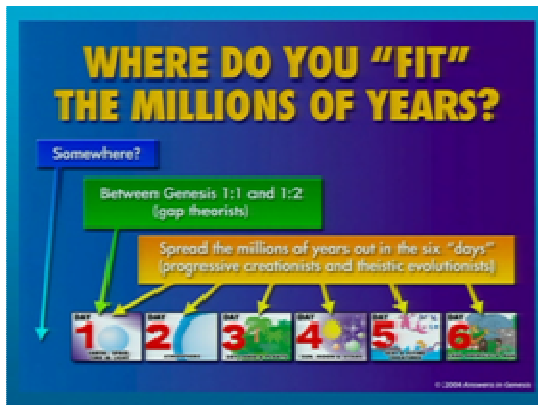 WHERE DO YOU "FIT"
THE MILLIONS OF YEARS?
Somewhere?
Between Genesis 1:1 and 1:2
(gap theorists)
Spread the millions of years out in the six "days"
(progressive creationists and theistic evolutionists)
DAY DAY DAY DAY DAY DAY
1 2 3 4 5 6
© 2004 Answers in Genesis